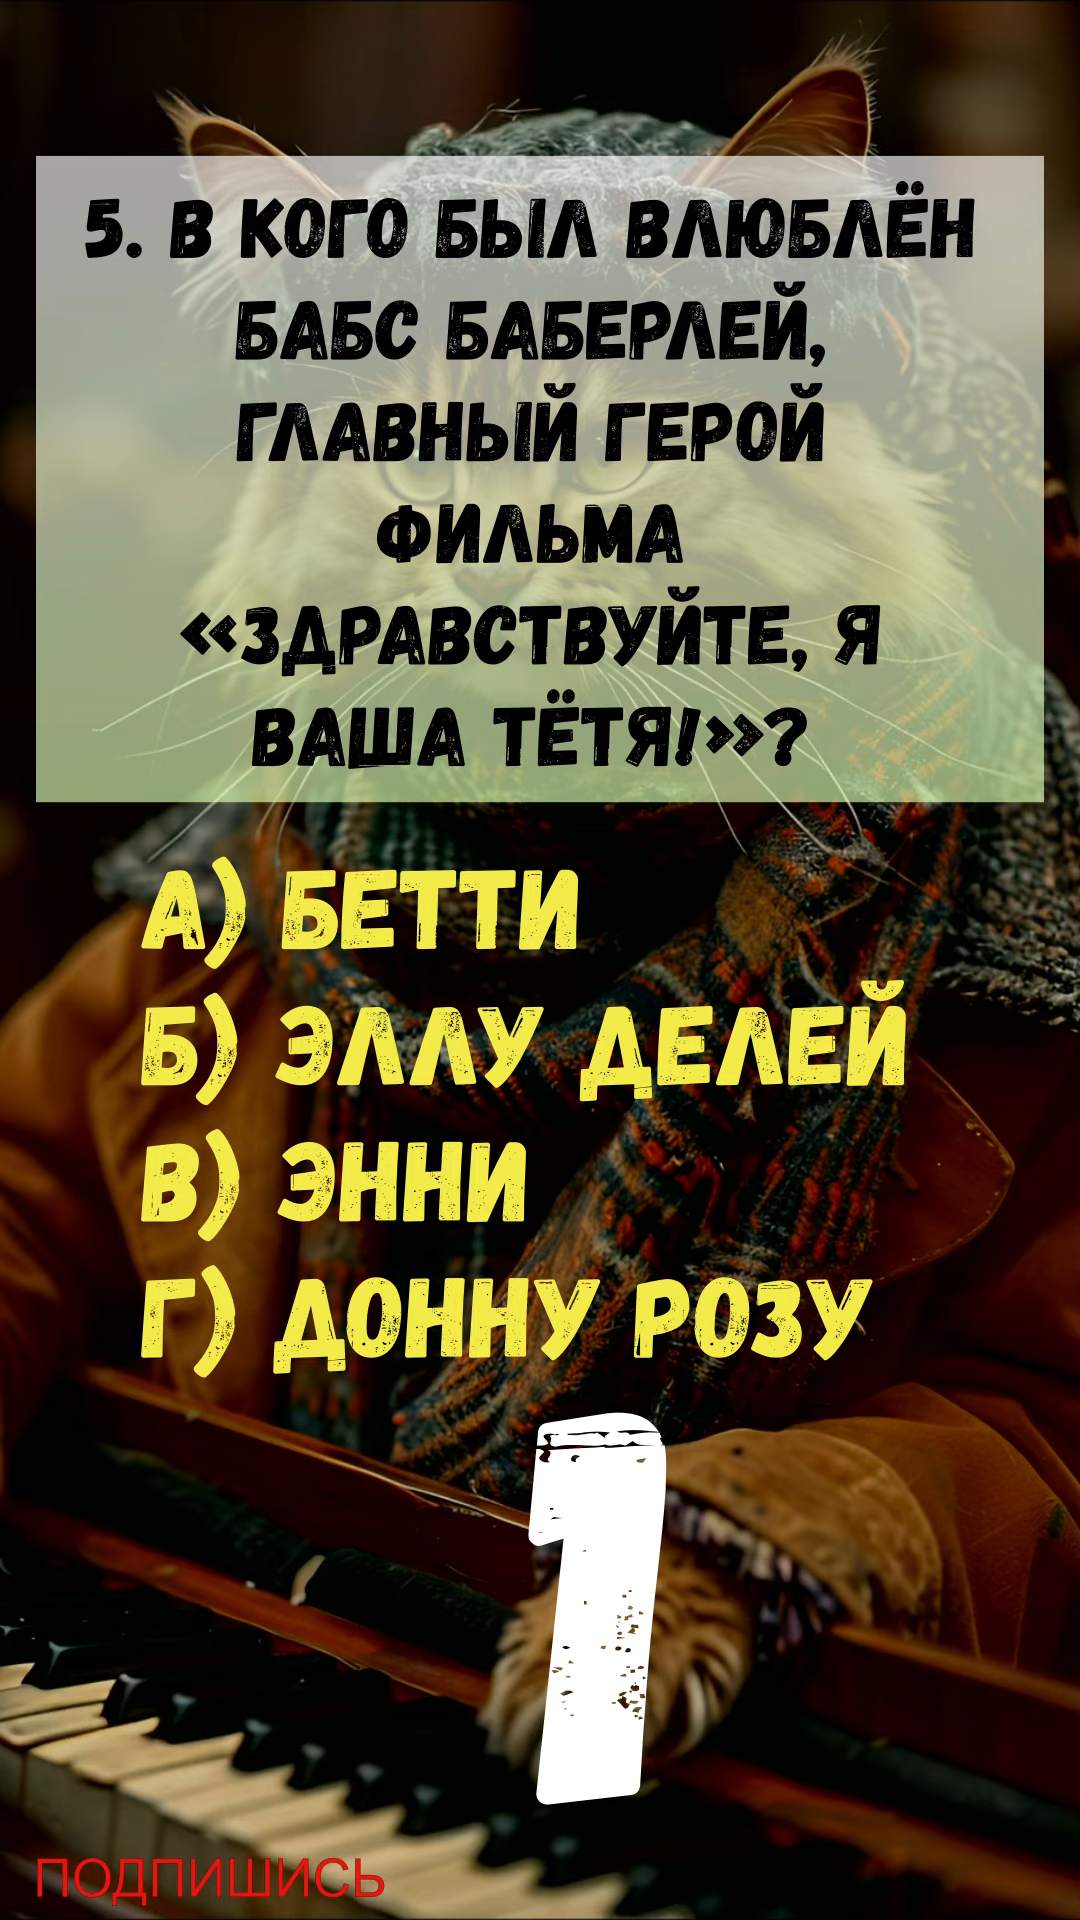 5. В КОГО БЫЛ ВЛЮБЛЁН
БАБС БАБЕРЛЕЙ,
ГЛАВНЫЙ ГЕРОЙ
ФИЛЬМА
«ЗДРАВСТВУЙТЕ, Я
ВАША ТЁТЯ!»?
А) БЕТТИ
Б) ЭЛЛУ ДЕЛЕЙ
В) ЭННИ
Г) ДОННУ РОЗУ
1
ПОДПИШИСЬ